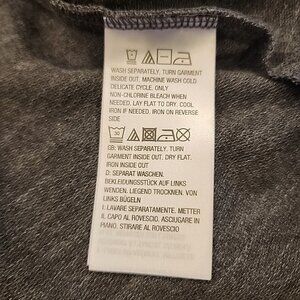 WASH SEPARATELY. TURN GARMENT
INSIDE OUT. MACHINE WASH COLD
DELICATE CYCLE. ONLY
NON-CHLORINE BLEACH WHEN
NEEDED. LAY FLAT TO DRY. COOL
IRON IF NEEDED. IRON ON REVERSE
SIDE
30
GB: WASH SEPARATELY. TURN
GARMENT INSIDE OUT. DRY FLAT.
IRON INSIDE OUT.
D: SEPARAT WASCHEN.
BEKLEIDUNGSSTÜCK AUF LINKS
WENDEN. LIEGEND TROCKNEN. VON
LINKS BÜGELN
I: LAVARE SEPARATAMENTE. METTER
IL CAPO AL ROVESCIO. ASCIUGARE IN
PIANO. STIRARE AL ROVESCIO